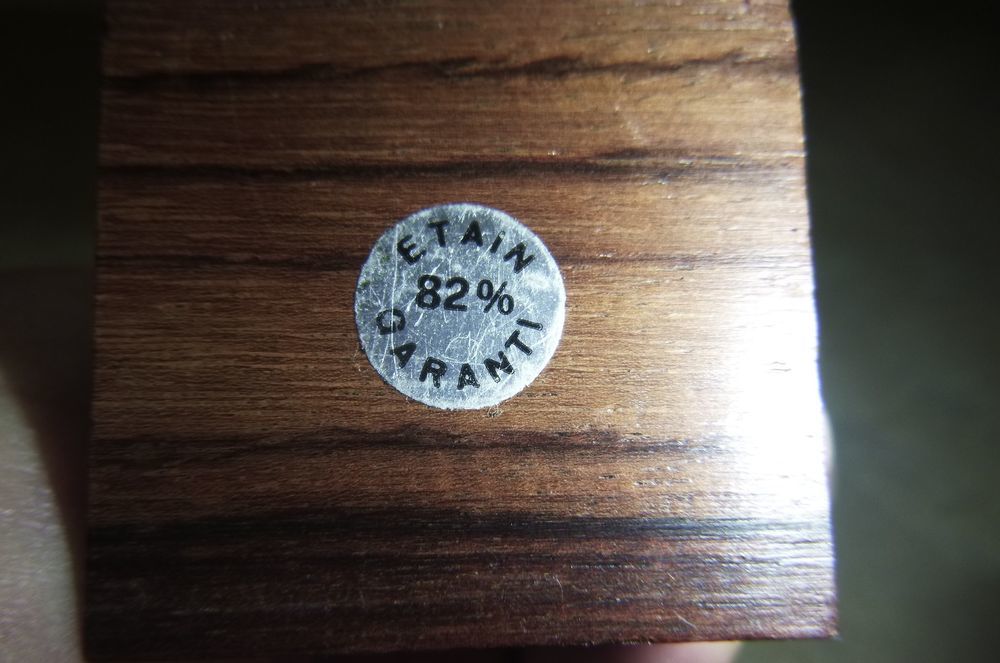 ETAiN
82%
GARANTI